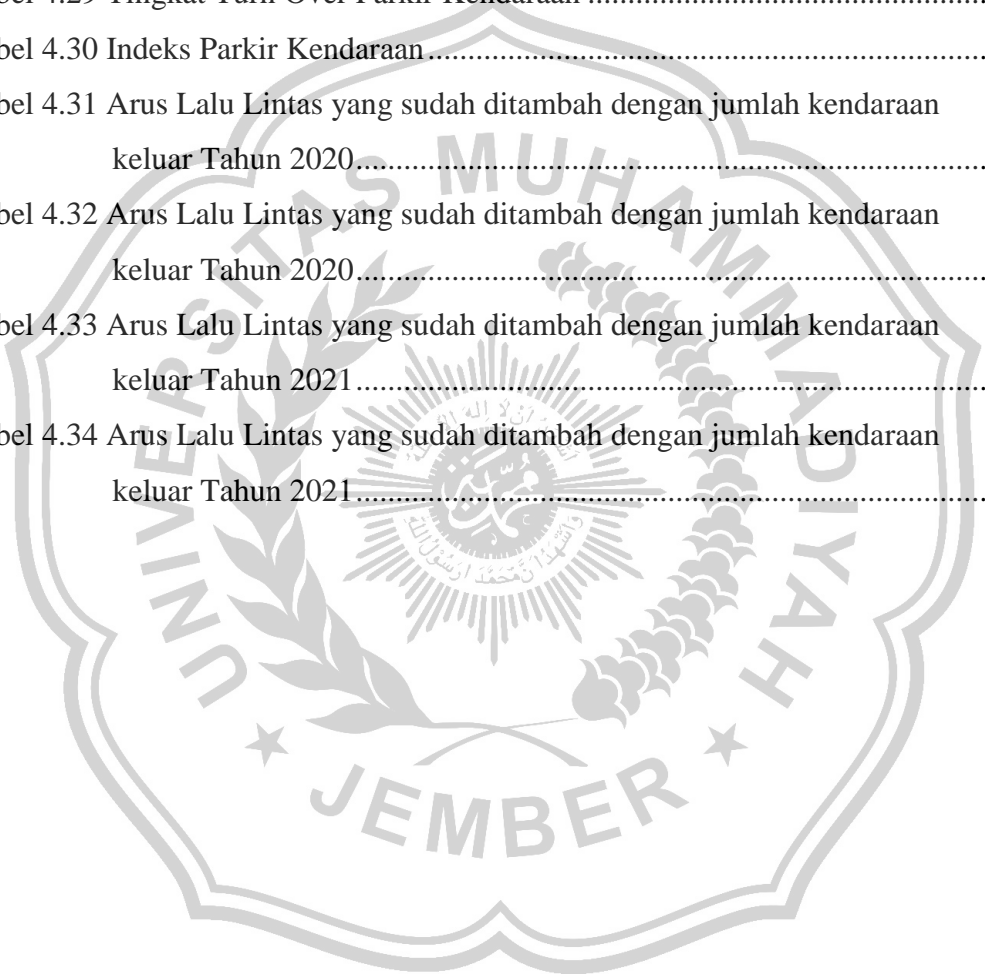 bel 4.29 Tingkat Turn Over Parkir Kendaraan ....................................................
bel 4.30 Indeks Parkir Kendaraan........................................................................
bel 4.31 Arus Lalu Lintas yang sudah ditambah dengan jumlah kendaraan
keluar Tahun 2020.................................................................................
bel 4.32 Arus Lalu Lintas yang sudah ditambah dengan jumlah kendaraan
keluar Tahun 2020.................................................................................
bel 4.33 Arus Lalu Lintas yang sudah ditambah dengan jumlah kendaraan
keluar Tahun 2021.................................................................................
bel 4.34 Arus Lalu Lintas yang sudah ditambah dengan jumlah kendaraan
keluar Tahun 2021.................................................................................
UNIVERSITAS MUHAMMADIYAH
JEMBER